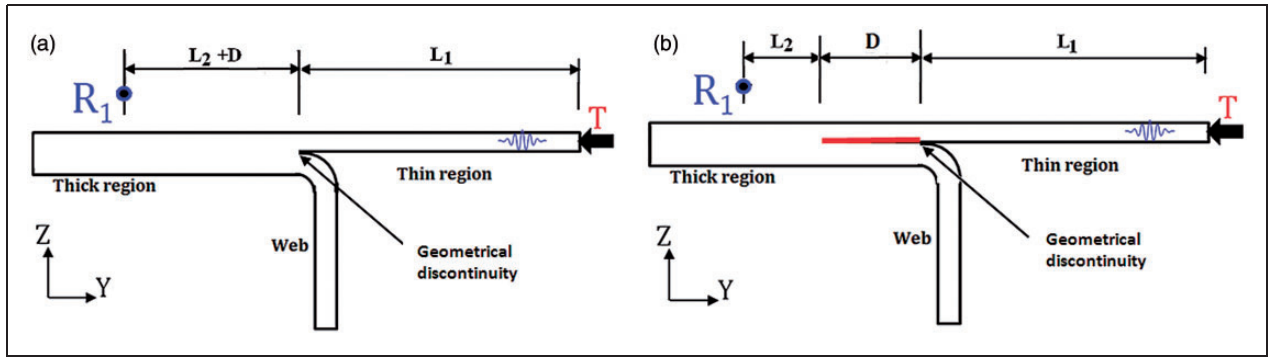 (a)
L2 +D
L1
R1
T
Thick region
Thin region
Web
Geometrical
discontinuity
Z
Y
(b)
L2
D
L1
R1
T
Thick region
Thin region
Web
Geometrical
discontinuity
Z
Y